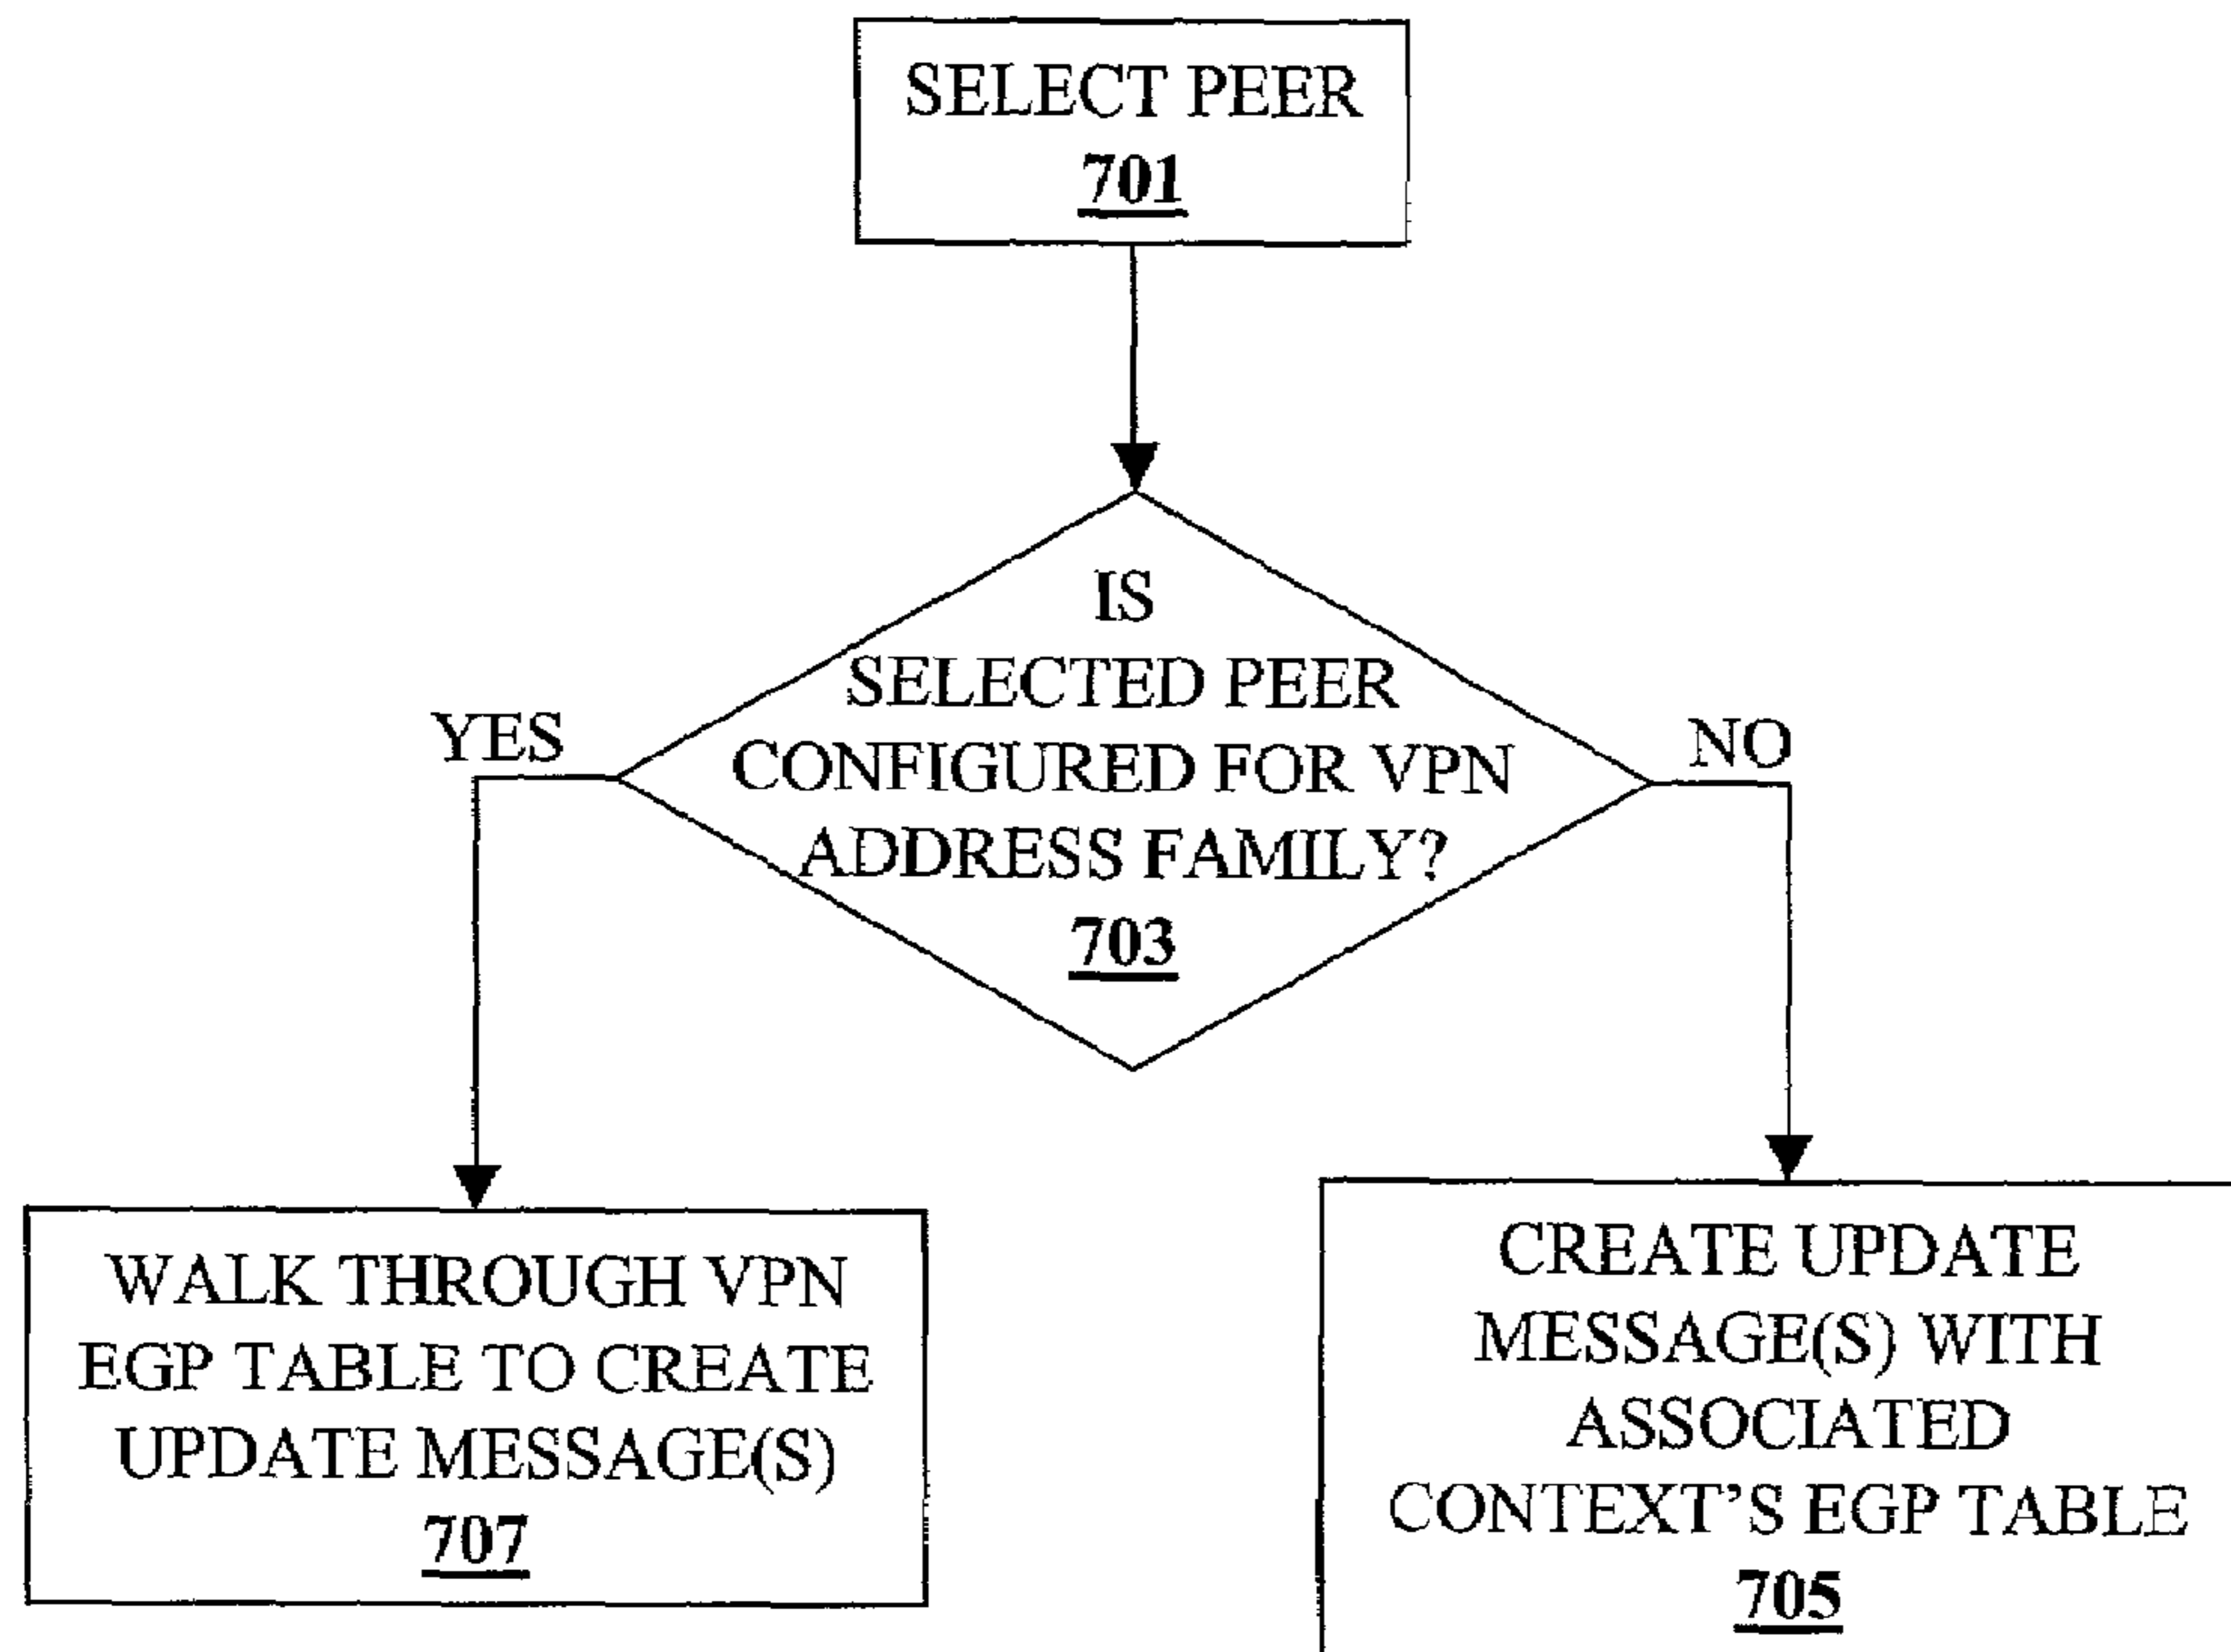 SELECT PEER
701
IS
SELECTED PEER
CONFIGURED FOR VPN
ADDRESS FAMILY?
703
YES
NO
WALK THROUGH VPN
EGP TABLE TO CREATE
UPDATE MESSAGE(S)
707
CREATE UPDATE
MESSAGE(S) WITH
ASSOCIATED
CONTEXT'S EGP TABLE
705